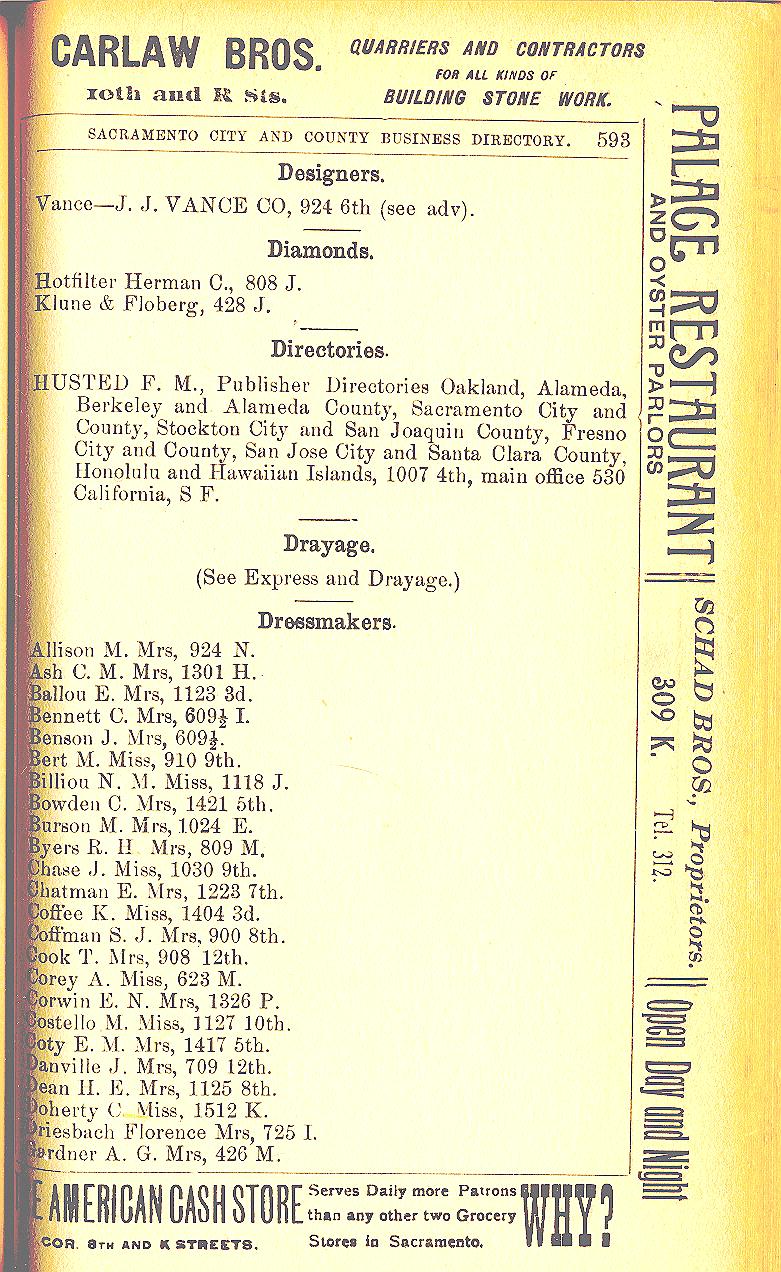 CARLAW BROS.
10th and R Sts.
QUARRIERS AND CONTRACTORS
FOR ALL KINDS OF
BUILDING STONE WORK.
SACRAMENTO CITY AND COUNTY BUSINESS DIRECTORY. 593
Designers.
Vance—J. J. VANCE CO, 924 6th (see adv).
Diamonds.
Hotfilter Herman C., 808 J.
Klune & Floberg, 428 J.
Directories.
HUSTED F. M., Publisher Directories Oakland, Alameda,
Berkeley and Alameda County, Sacramento City and
County, Stockton City and San Joaquin County, Fresno
City and County, San Jose City and Santa Clara County,
Honolulu and Hawaiian Islands, 1007 4th, main office 530
California, S F.
Drayage.
(See Express and Drayage.)
Dressmakers.
Allison M. Mrs, 924 N.
Ash C. M. Mrs, 1301 H.
Ballou E. Mrs, 1123 3d.
Bennett C. Mrs, 609½ I.
Benson J. Mrs, 609½.
Bert M. Miss, 910 9th.
Billiou N. M. Miss, 1118 J.
Bowden C. Mrs, 1421 5th.
Burson M. Mrs, 1024 E.
Byers R. H Mrs, 809 M.
Chase J. Miss, 1030 9th.
Chatman E. Mrs, 1223 7th.
Coffee K. Miss, 1404 3d.
Coffman S. J. Mrs, 900 8th.
Cook T. Mrs, 908 12th.
Corey A. Miss, 623 M.
Corwin E. N. Mrs, 1326 P.
Costello M. Miss, 1127 10th.
Coty E. M. Mrs, 1417 5th.
Danville J. Mrs, 709 12th.
Dean H. E. Mrs, 1125 8th.
Doherty C. Miss, 1512 K.
Driesbach Florence Mrs, 725 I.
Gardner A. G. Mrs, 426 M.
PALACE RESTAURANT
AND OYSTER PARLORS
SCHAD BROS., Proprietors.
309 K. Tel. 312.
Open Day and Night
E AMERICAN CASH STORE
COR. 8TH AND K STREETS.
Serves Daily more Patrons
than any other two Grocery
Stores in Sacramento.
WHY?